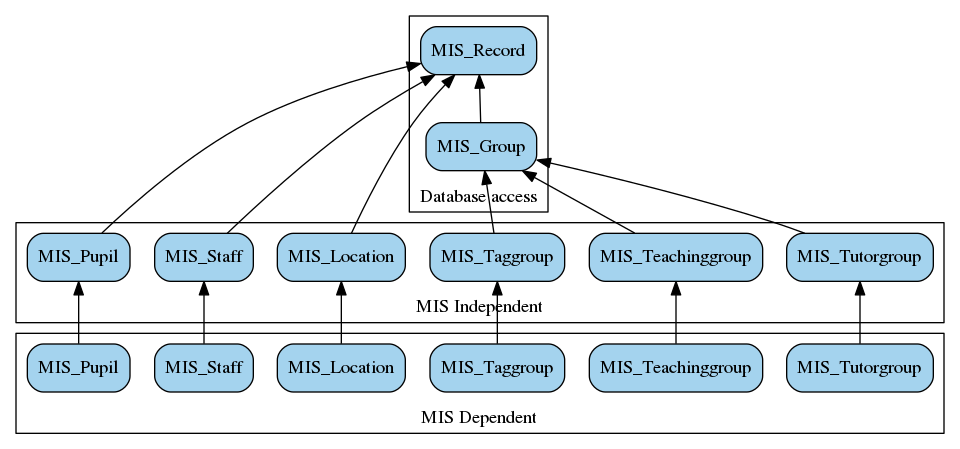 MIS_Record
MIS_Group
Database access
MIS_Pupil
MIS_Staff
MIS_Location
MIS_Taggroup
MIS_Teachinggroup
MIS_Tutorgroup
MIS Independent
MIS_Pupil
MIS_Staff
MIS_Location
MIS_Taggroup
MIS_Teachinggroup
MIS_Tutorgroup
MIS Dependent